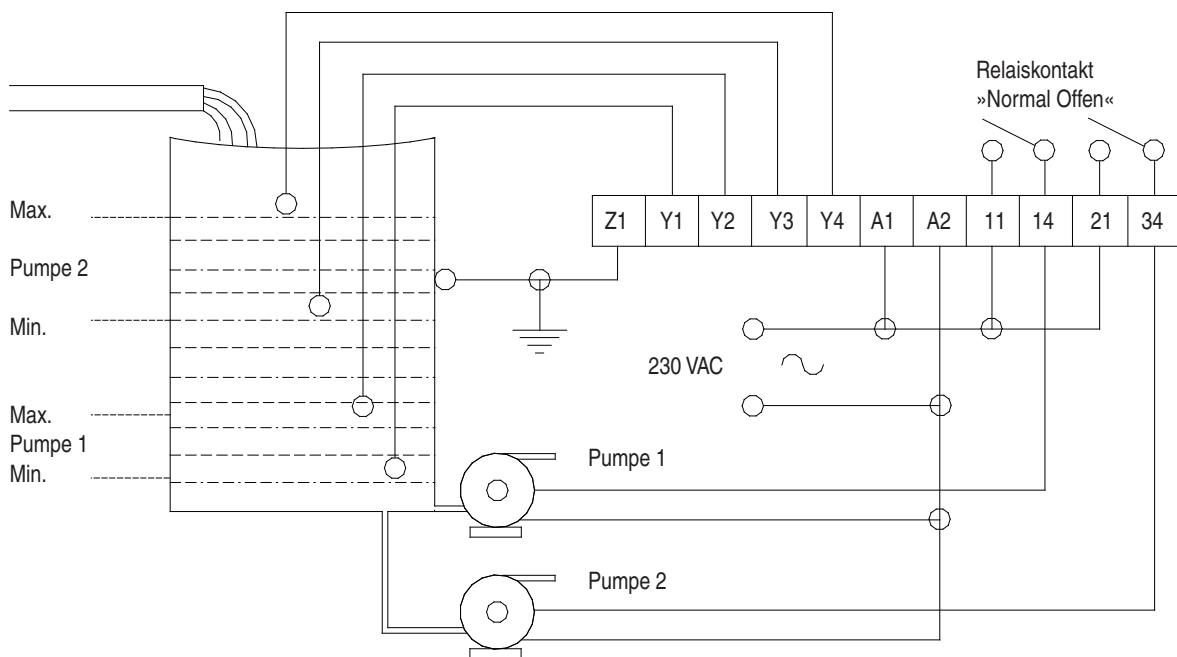 Relaiskontakt
»Normal Offen«
Max.
Pumpe 2
Min.
Max.
Pumpe 1
Min.
Z1 Y1 Y2 Y3 Y4 A1 A2 11 14 21 34
230 VAC
Pumpe 1
Pumpe 2